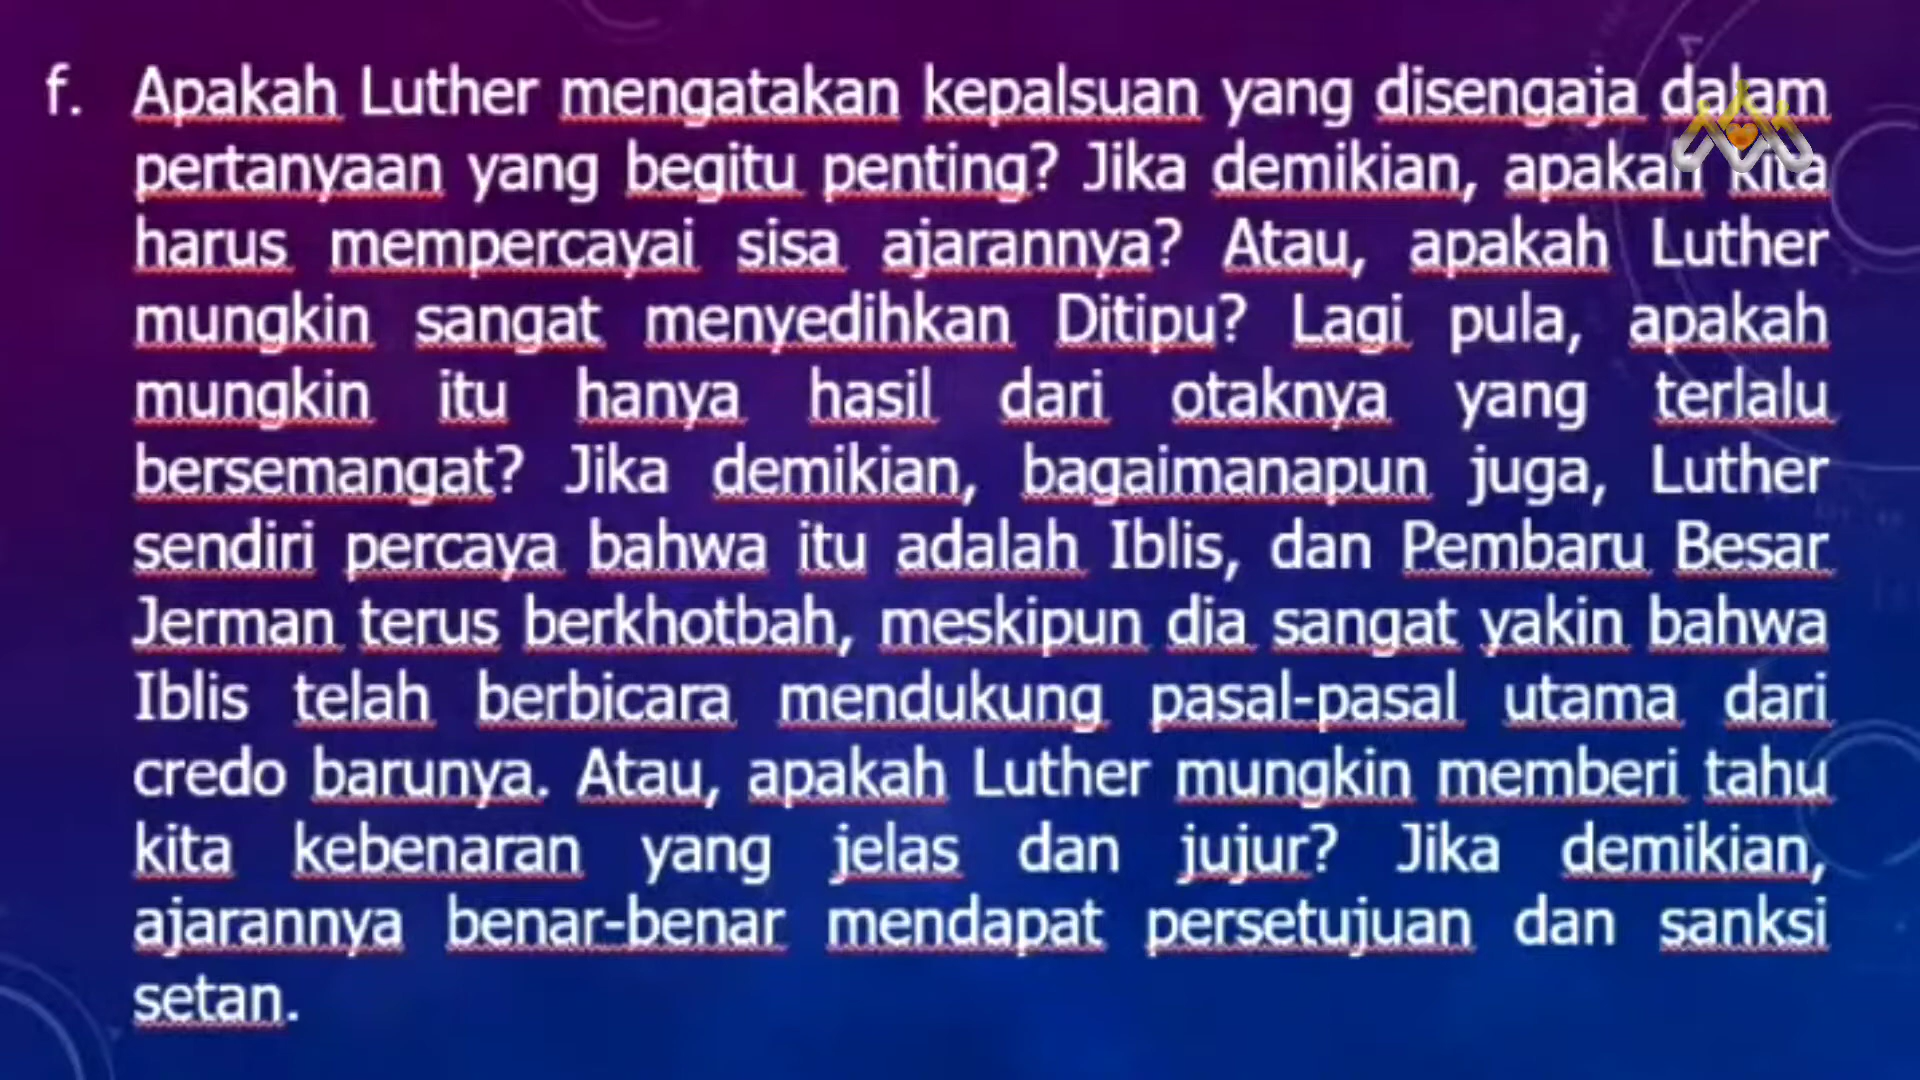 f. Apakah Luther mengatakan kepalsuan yang disengaja dalam
pertanyaan yang begitu penting? Jika demikian, apakah kita
harus mempercayai sisa ajarannya? Atau, apakah Luther
mungkin sangat menyedihkan Ditipu? Lagi pula, apakah
mungkin itu hanya hasil dari otaknya yang terlalu
bersemangat? Jika demikian, bagaimanapun juga, Luther
sendiri percaya bahwa itu adalah Iblis, dan Pembaru Besar
Jerman terus berkhotbah, meskipun dia sangat yakin bahwa
Iblis telah berbicara mendukung pasal-pasal utama dari
credo barunya. Atau, apakah Luther mungkin memberi tahu
kita kebenaran yang jelas dan jujur? Jika demikian,
ajarannya benar-benar mendapat persetujuan dan sanksi
setan.